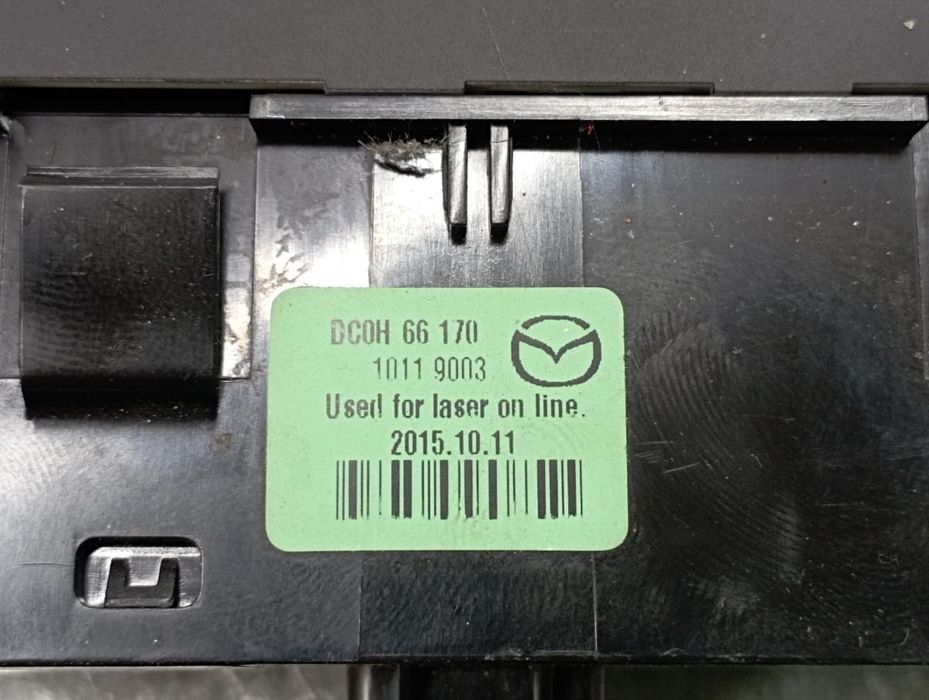 DC0H 66 170
1011 9003
Used for laser on line.
2015.10.11